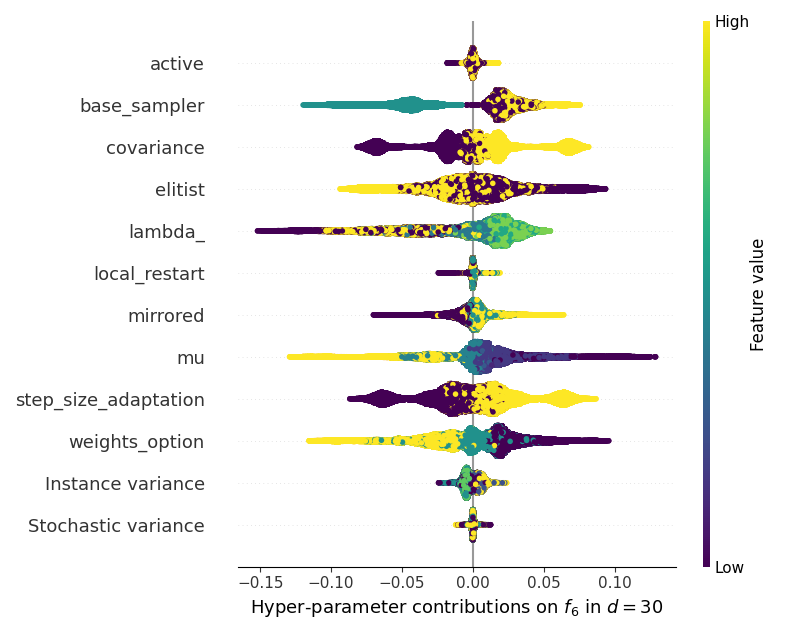 High
active
base_sampler
covariance
elitist
lambda_
local_restart
mirrored
mu
step_size_adaptation
weights_option
Instance variance
Stochastic variance
Feature value
Low
−0.15 −0.10 −0.05 0.00 0.05 0.10
Hyper-parameter contributions on f₆ in d = 30